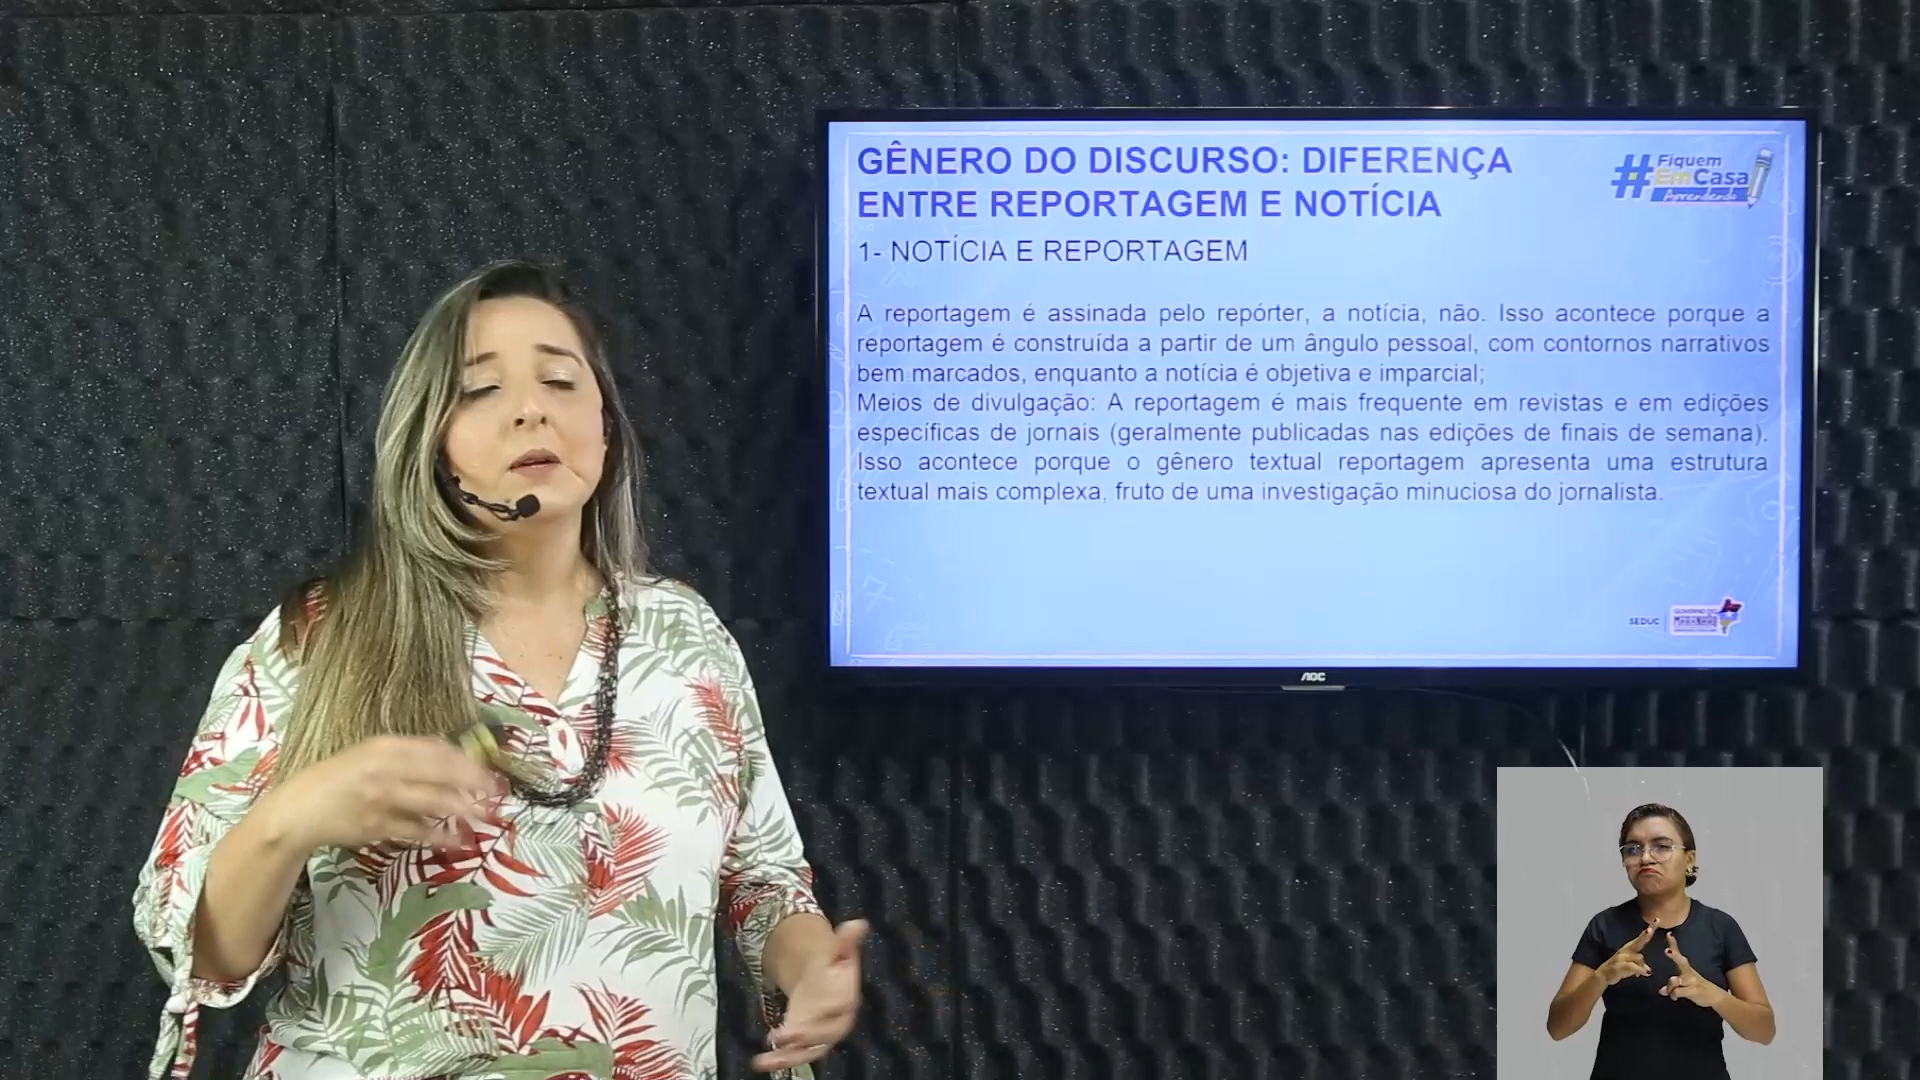 GÊNERO DO DISCURSO: DIFERENÇA
ENTRE REPORTAGEM E NOTÍCIA
#Fiquem
EmCasa
Aprendendo
1- NOTÍCIA E REPORTAGEM
A reportagem é assinada pelo repórter, a notícia, não. Isso acontece porque a
reportagem é construída a partir de um ângulo pessoal, com contornos narrativos
bem marcados, enquanto a notícia é objetiva e imparcial;
Meios de divulgação: A reportagem é mais frequente em revistas e em edições
específicas de jornais (geralmente publicadas nas edições de finais de semana).
Isso acontece porque o gênero textual reportagem apresenta uma estrutura
textual mais complexa, fruto de uma investigação minuciosa do jornalista.
SEDUC
GOVERNO DO
MARANHÃO
AOC